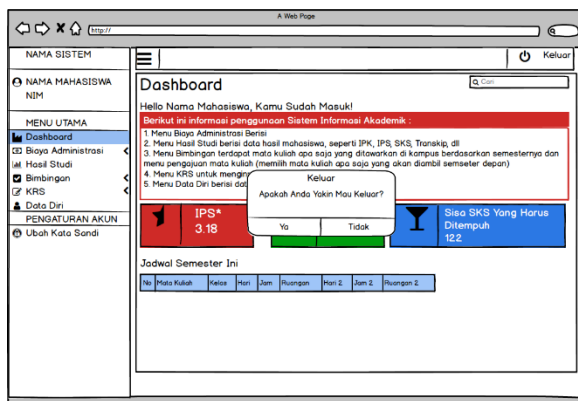 A Web Page
http://
NAMA SISTEM
Keluar
NAMA MAHASISWA
NIM
MENU UTAMA
Dashboard
Biaya Administrasi
Hasil Studi
Bimbingan
KRS
Data Diri
PENGATURAN AKUN
Ubah Kata Sandi
Dashboard
Cari
Hello Nama Mahasiswa, Kamu Sudah Masuk!
Berikut ini informasi penggunaan Sistem Informasi Akademik :
1. Menu Biaya Administrasi Berisi
2. Menu Hasil Studi berisi data hasil mahasiswa, seperti IPK, IPS, SKS, Transkip, dll
3. Menu Bimbingan terdapat mata kuliah apa saja yang ditawarkan di kampus berdasarkan semesternya dan
menu pengajuan mata kuliah (memilih mata kuliah apa saja yang akan diambil semseter depan)
4. Menu KRS untuk mengin
5. Menu Data Diri berisi dat
Keluar
Apakah Anda Yakin Mau Keluar?
Ya Tidak
IPS*
3.18
Sisa SKS Yang Harus
Ditempuh
122
Jadwal Semester Ini
No Mata Kuliah Kelas Hari Jam Ruangan Hari 2 Jam 2 Ruangan 2